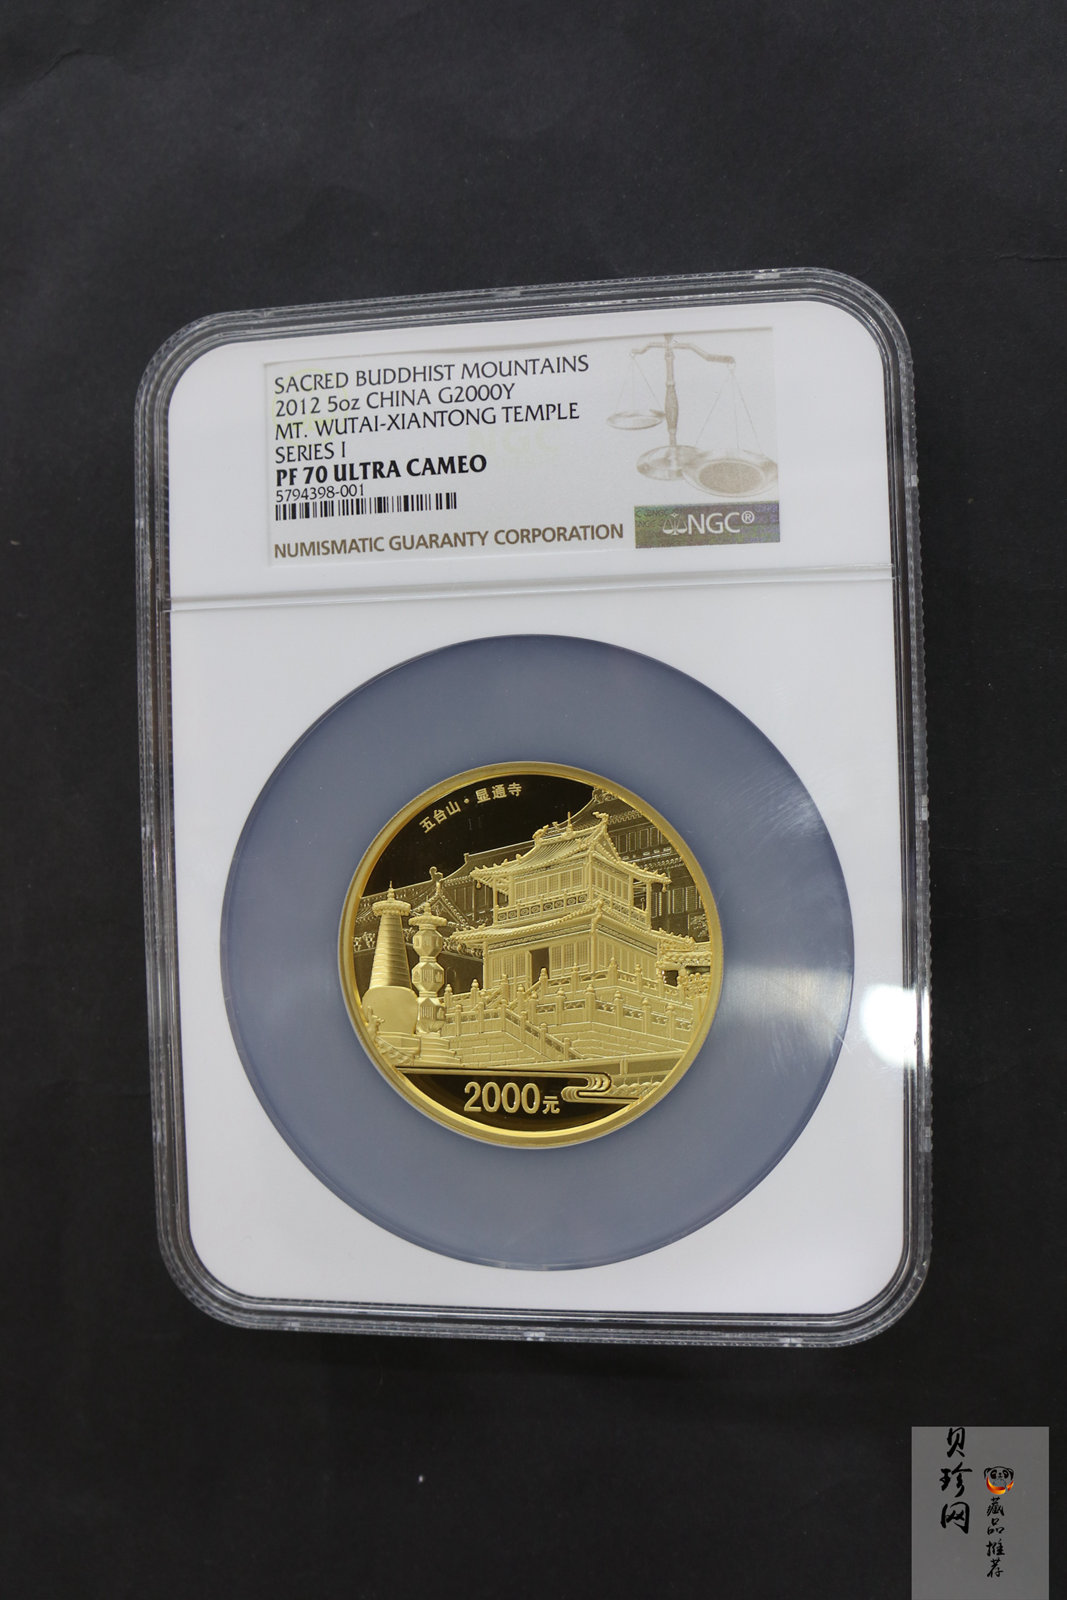 SACRED BUDDHIST MOUNTAINS
2012 5oz CHINA G2000Y
MT. WUTAI-XIANTONG TEMPLE
SERIES I
PF 70 ULTRA CAMEO
5794398-001
NUMISMATIC GUARANTY CORPORATION
NGC®
五台山·显通寺
2000元
贝珍网
藏品推荐